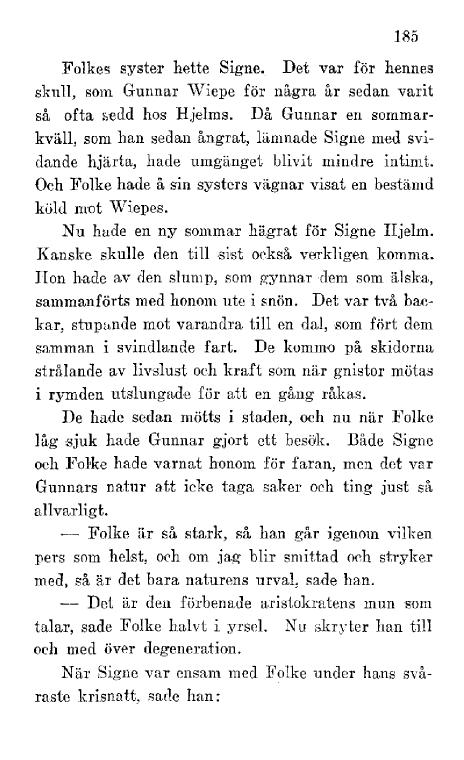 185
Folkes syster hette Signe. Det var för hennes
skull, som Gunnar Wiepe för några år sedan varit
så ofta sedd hos Hjelms. Då Gunnar en sommar-
kväll, som han sedan ångrat, lämnade Signe med svi-
dande hjärta, hade umgänget blivit mindre intimt.
Och Folke hade å sin systers vägnar visat en bestämd
köld mot Wiepes.
Nu hade en ny sommar hägrat för Signe Hjelm.
Kanske skulle den till sist också verkligen komma.
Hon hade av den slump, som gynnar dem som älska,
sammanförts med honom ute i snön. Det var två bac-
kar, stupande mot varandra till en dal, som fört dem
samman i svindlande fart. De kommo på skidorna
strålande av livslust och kraft som när gnistor mötas
i rymden utslungade för att en gång råkas.
De hade sedan mötts i staden, och nu när Folke
låg sjuk hade Gunnar gjort ett besök. Både Signe
och Folke hade varnat honom för faran, men det var
Gunnars natur att icke taga saker och ting just så
allvarligt.
— Folke är så stark, så han går igenom vilken
pers som helst, och om jag blir smittad och stryker
med, så är det bara naturens urval, sade han.
— Det är den förbenade aristokratens mun som
talar, sade Folke halvt i yrsel. Nu skryter han till
och med över degeneration.
När Signe var ensam med Folke under hans svå-
raste krisnatt, sade han: